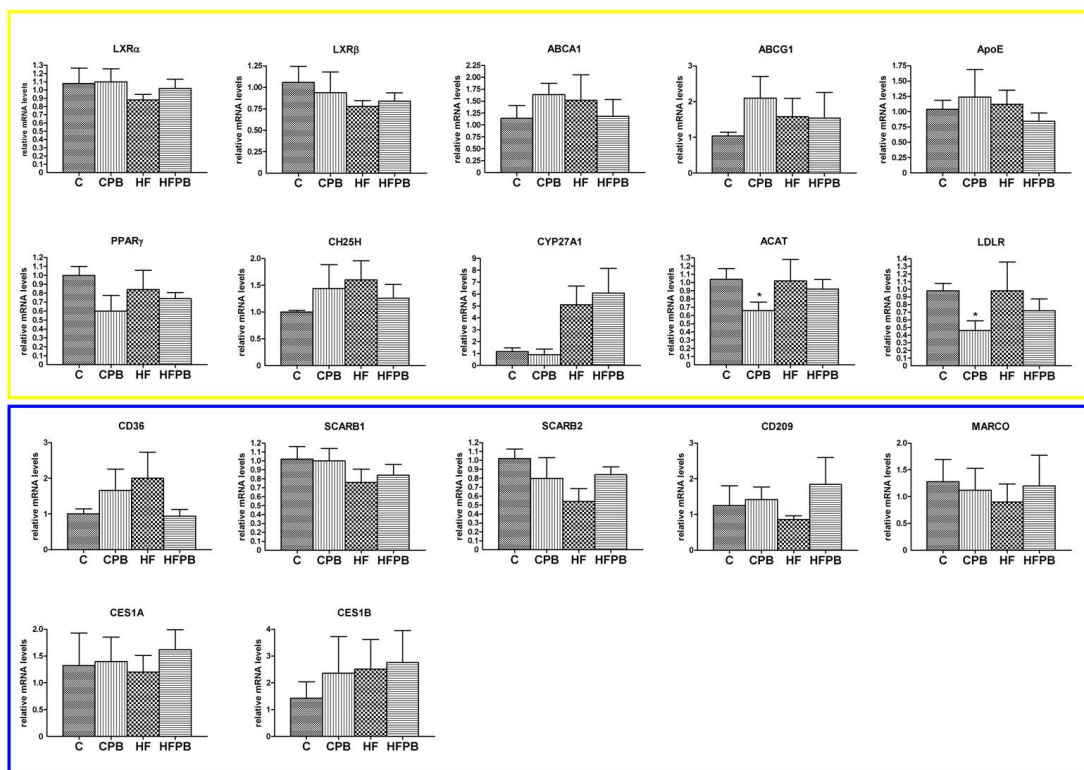 LXRα
relative mRNA levels
1.3
1.2
1.1
1.0
0.9
0.8
0.7
0.6
0.5
0.4
0.3
0.2
0.1
0
C CPB HF HFPB
LXRβ
relative mRNA levels
1.25
1.00
0.75
0.50
0.25
0
C CPB HF HFPB
ABCA1
relative mRNA levels
2.25
2.00
1.75
1.50
1.25
1.00
0.75
0.50
0.25
0
C CPB HF HFPB
ABCG1
relative mRNA levels
3
2
1
0
C CPB HF HFPB
ApoE
relative mRNA levels
1.75
1.50
1.25
1.00
0.75
0.50
0.25
0
C CPB HF HFPB
PPARγ
relative mRNA levels
1.2
1.1
1.0
0.9
0.8
0.7
0.6
0.5
0.4
0.3
0.2
0.1
0
C CPB HF HFPB
CH25H
relative mRNA levels
2.0
1.5
1.0
0.5
0
C CPB HF HFPB
CYP27A1
relative mRNA levels
9
8
7
6
5
4
3
2
1
0
C CPB HF HFPB
ACAT
relative mRNA levels
1.3
1.2
1.1
1.0
0.9
0.8
0.7
0.6
0.5
0.4
0.3
0.2
0.1
0
*
C CPB HF HFPB
LDLR
relative mRNA levels
1.4
1.3
1.2
1.1
1.0
0.9
0.8
0.7
0.6
0.5
0.4
0.3
0.2
0.1
0
*
C CPB HF HFPB
CD36
relative mRNA levels
3
2
1
0
C CPB HF HFPB
SCARB1
relative mRNA levels
1.2
1.1
1.0
0.9
0.8
0.7
0.6
0.5
0.4
0.3
0.2
0.1
0
C CPB HF HFPB
SCARB2
relative mRNA levels
1.2
1.1
1.0
0.9
0.8
0.7
0.6
0.5
0.4
0.3
0.2
0.1
0
C CPB HF HFPB
CD209
relative mRNA levels
3
2
1
0
C CPB HF HFPB
MARCO
relative mRNA levels
2.0
1.5
1.0
0.5
0
C CPB HF HFPB
CES1A
relative mRNA levels
2.0
1.5
1.0
0.5
0
C CPB HF HFPB
CES1B
relative mRNA levels
4
3
2
1
0
C CPB HF HFPB